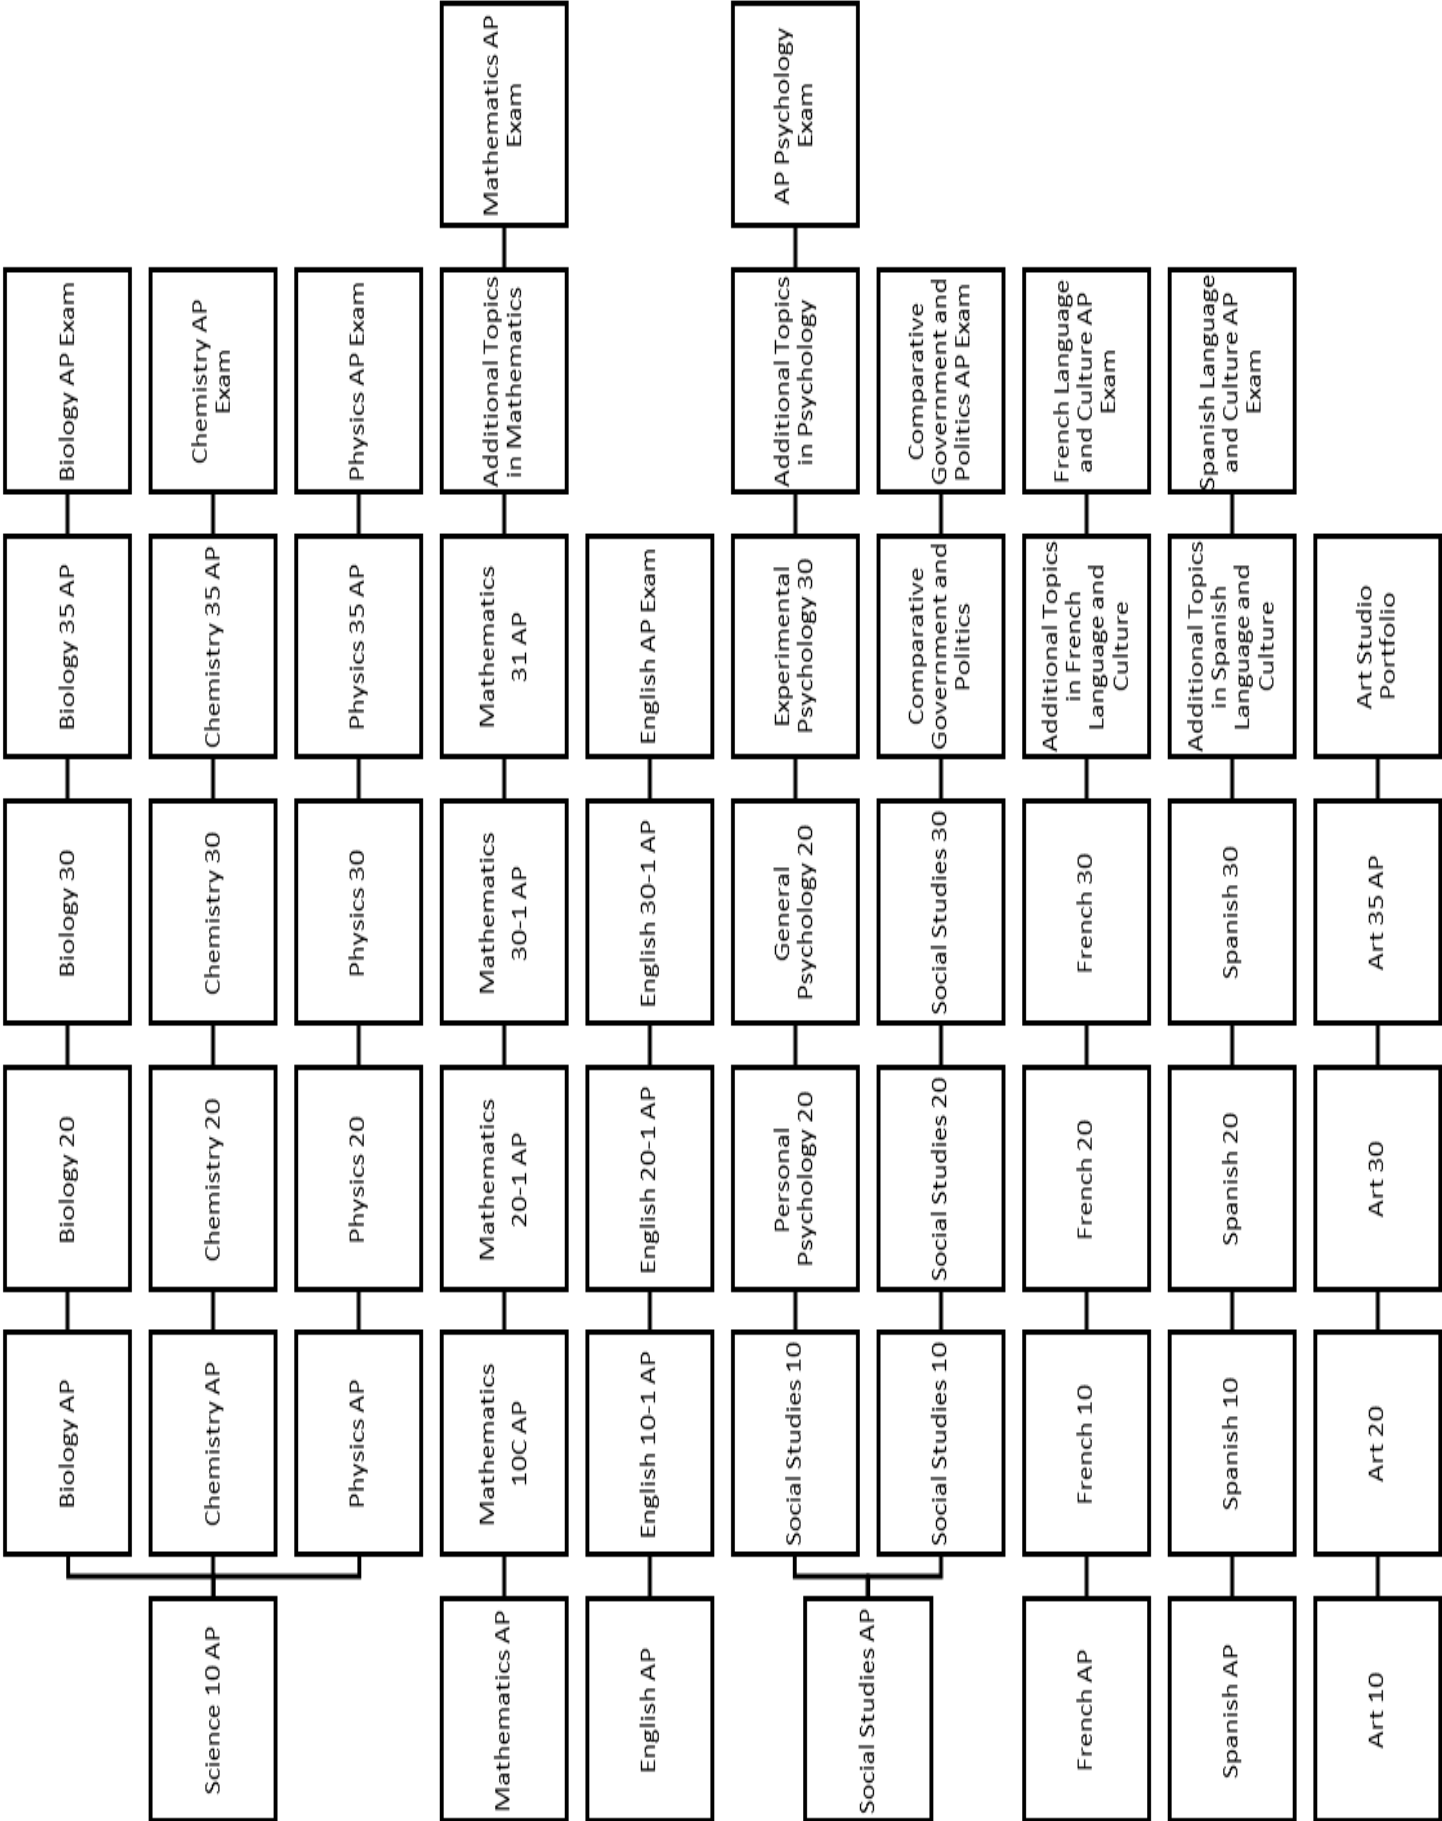 Science 10 AP
Biology AP
Biology 20
Biology 30
Biology 35 AP
Biology AP Exam
Chemistry AP
Chemistry 20
Chemistry 30
Chemistry 35 AP
Chemistry AP
Exam
Physics AP
Physics 20
Physics 30
Physics 35 AP
Physics AP Exam
Mathematics AP
Mathematics
10C AP
Mathematics
20-1 AP
Mathematics
30-1 AP
Mathematics
31 AP
Additional Topics
in Mathematics
Mathematics AP
Exam
English AP
English 10-1 AP
English 20-1 AP
English 30-1 AP
English AP Exam
Social Studies AP
Social Studies 10
Personal
Psychology 20
General
Psychology 20
Experimental
Psychology 30
Additional Topics
in Psychology
AP Psychology
Exam
Social Studies 10
Social Studies 20
Social Studies 30
Comparative
Government and
Politics
Comparative
Government and
Politics AP Exam
French AP
French 10
French 20
French 30
Additional Topics
in French
Language and
Culture
French Language
and Culture AP
Exam
Spanish AP
Spanish 10
Spanish 20
Spanish 30
Additional Topics
in Spanish
Language and
Culture
Spanish Language
and Culture AP
Exam
Art 10
Art 20
Art 30
Art 35 AP
Art Studio
Portfolio